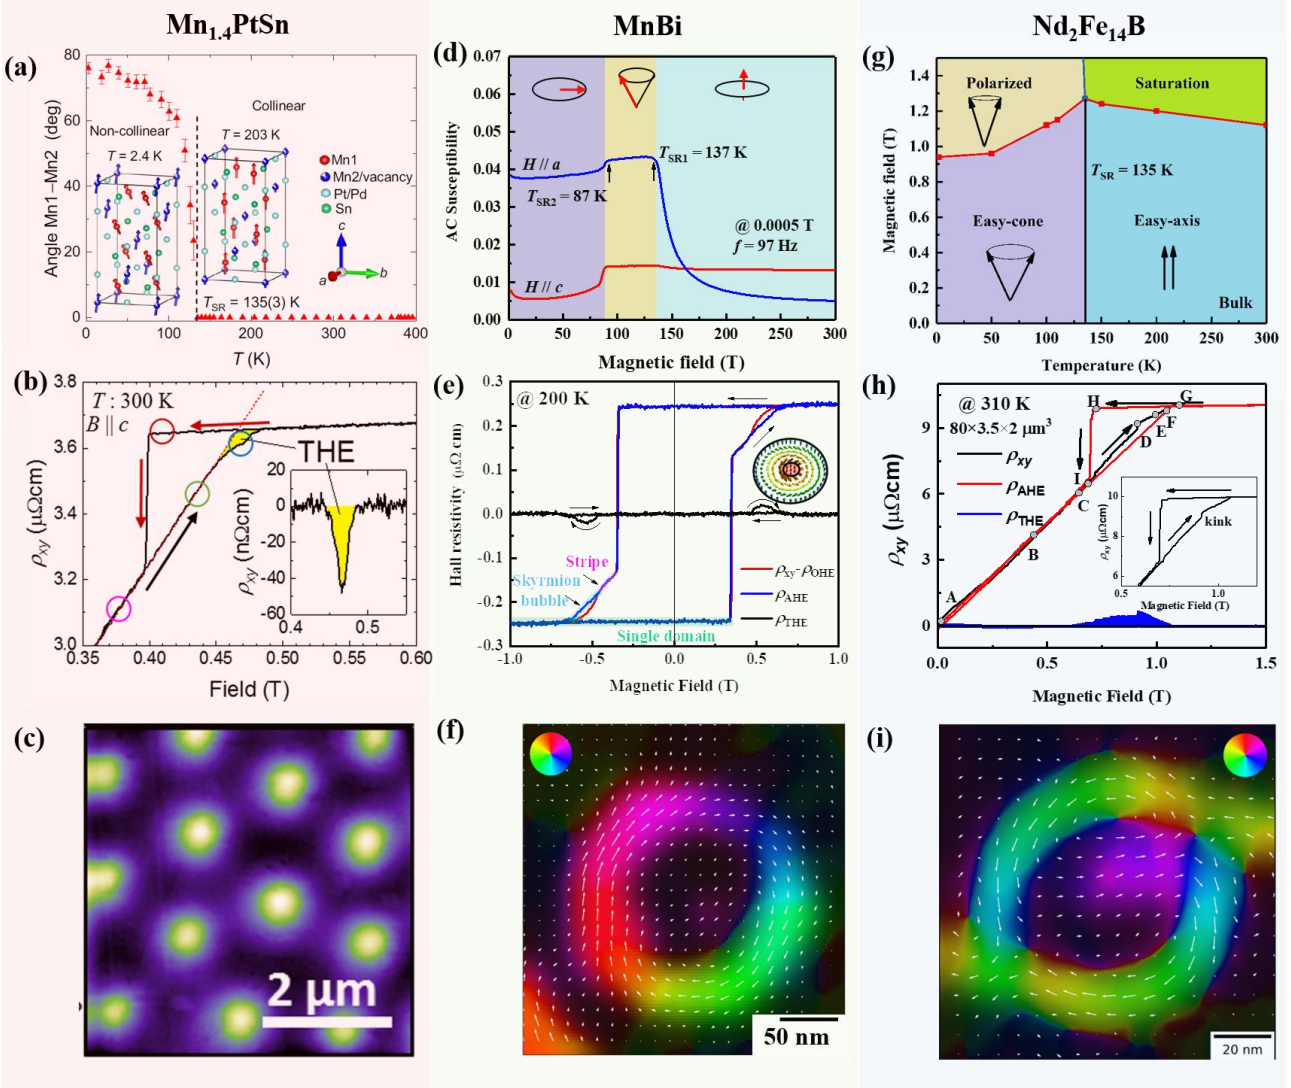 Mn1.4PtSn
MnBi
Nd2Fe14B
(a)
80
60
40
20
0
Angle Mn1–Mn2 (deg)
Collinear
Non-collinear
T = 203 K
T = 2.4 K
Mn1
Mn2/vacancy
Pt/Pd
Sn
c
a
b
TSR = 135(3) K
0
100
200
300
400
T (K)
(d)
0.07
0.06
0.05
0.04
0.03
0.02
0.01
0.00
AC Susceptibility
H // a
TSR1 = 137 K
TSR2 = 87 K
@ 0.0005 T
f = 97 Hz
H // c
0
50
100
150
200
250
300
Magnetic field (T)
(g)
1.4
1.2
1.0
0.8
0.6
0.4
0.2
0.0
Magnetic field (T)
Polarized
Saturation
TSR = 135 K
Easy-cone
Easy-axis
Bulk
0
50
100
150
200
250
300
Temperature (K)
(b)
3.8
3.6
3.4
3.2
3.0
ρxy (μΩcm)
T : 300 K
B || c
THE
20
0
-20
-40
-60
ρxy (nΩcm)
0.4
0.5
0.35
0.40
0.45
0.50
0.55
0.60
Field (T)
(e)
0.3
0.2
0.1
0.0
-0.1
-0.2
-0.3
Hall resistivity (μΩ cm)
@ 200 K
Stripe
Skyrmion
bubble
Single domain
ρxy-ρOHE
ρAHE
ρTHE
-1.0
-0.5
0.0
0.5
1.0
Magnetic Field (T)
(h)
9
6
3
0
ρxy (μΩcm)
@ 310 K
80×3.5×2 μm3
ρxy
ρAHE
ρTHE
A
B
C
D
E
F
G
H
I
10
8
6
ρxy (μΩcm)
kink
0.5
1.0
Magnetic Field (T)
0.0
0.5
1.0
1.5
Magnetic Field (T)
(c)
2 μm
(f)
50 nm
(i)
20 nm